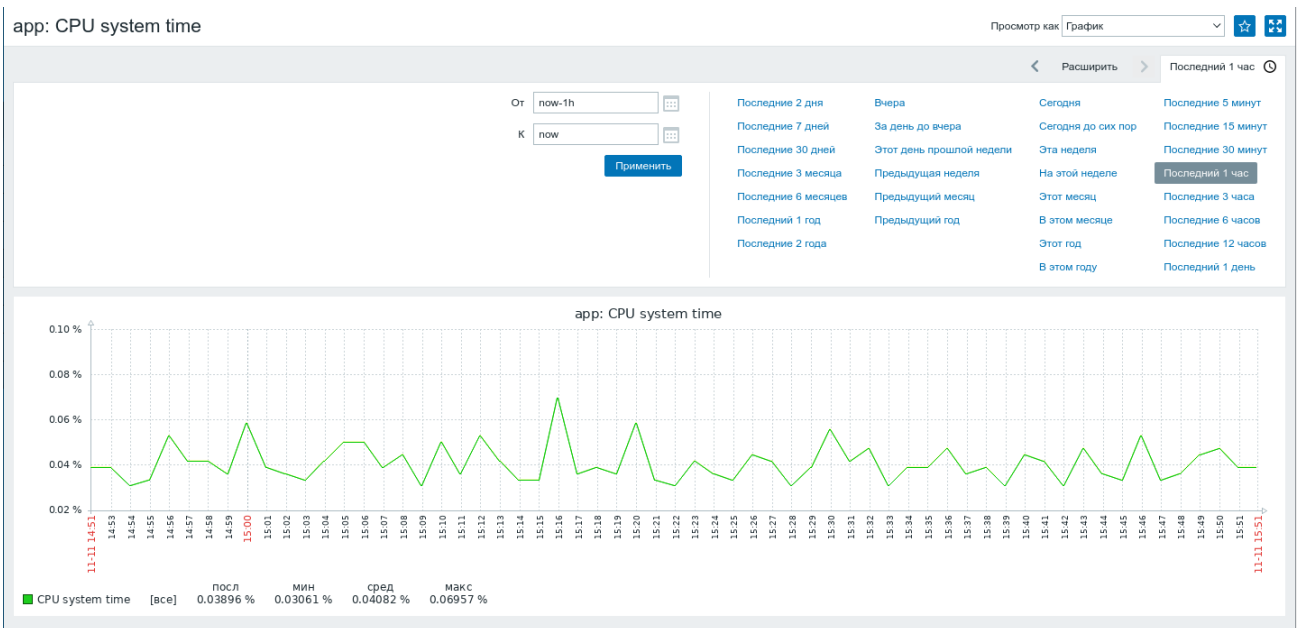 app: CPU system time
Просмотр как График
Расширить
Последний 1 час
От now-1h
К now
Применить
Последние 2 дня Вчера Сегодня Последние 5 минут
Последние 7 дней За день до вчера Сегодня до сих пор Последние 15 минут
Последние 30 дней Этот день прошлой недели Эта неделя Последние 30 минут
Последние 3 месяца Предыдущая неделя На этой неделе Последний 1 час
Последние 6 месяцев Предыдущий месяц Этот месяц Последние 3 часа
Последний 1 год Предыдущий год В этом месяце Последние 6 часов
Последние 2 года Этот год Последние 12 часов
В этом году Последний 1 день
app: CPU system time
0.10 %
0.08 %
0.06 %
0.04 %
0.02 %
11-11 14:51 14:53 14:54 14:55 14:56 14:57 14:58 14:59 15:00 15:01 15:02 15:03 15:04 15:05 15:06 15:07 15:08 15:09 15:10 15:11 15:12 15:13 15:14 15:15 15:16 15:17 15:18 15:19 15:20 15:21 15:22 15:23 15:24 15:25 15:26 15:27 15:28 15:29 15:30 15:31 15:32 15:33 15:34 15:35 15:36 15:37 15:38 15:39 15:40 15:41 15:42 15:43 15:44 15:45 15:46 15:47 15:48 15:49 15:50 15:51 11-11 15:51
посл мин сред макс
CPU system time [все] 0.03896 % 0.03061 % 0.04082 % 0.06957 %